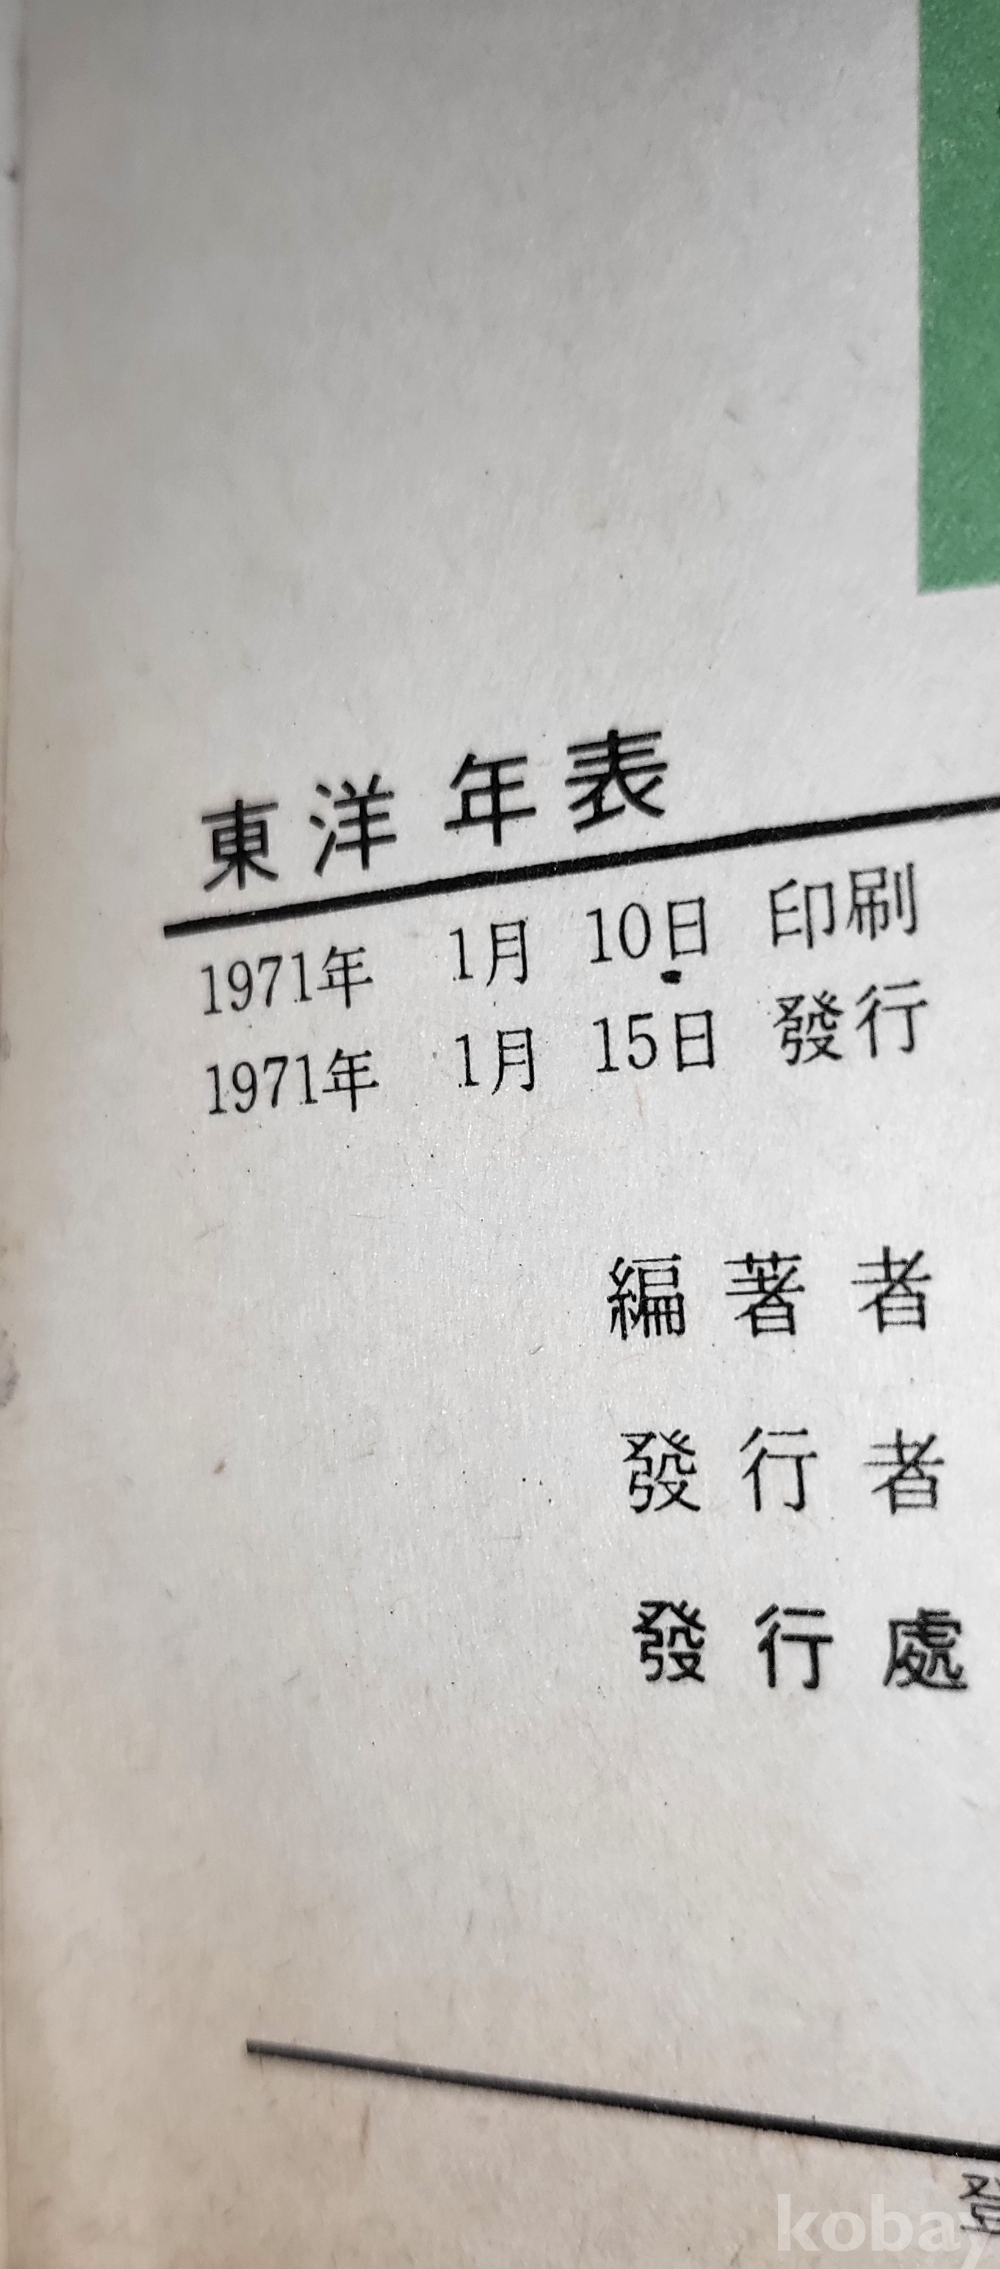 東洋 年表
1971年 1月 10日 印刷
1971年 1月 15日 發行
編著者
發行者
發行處
kobay